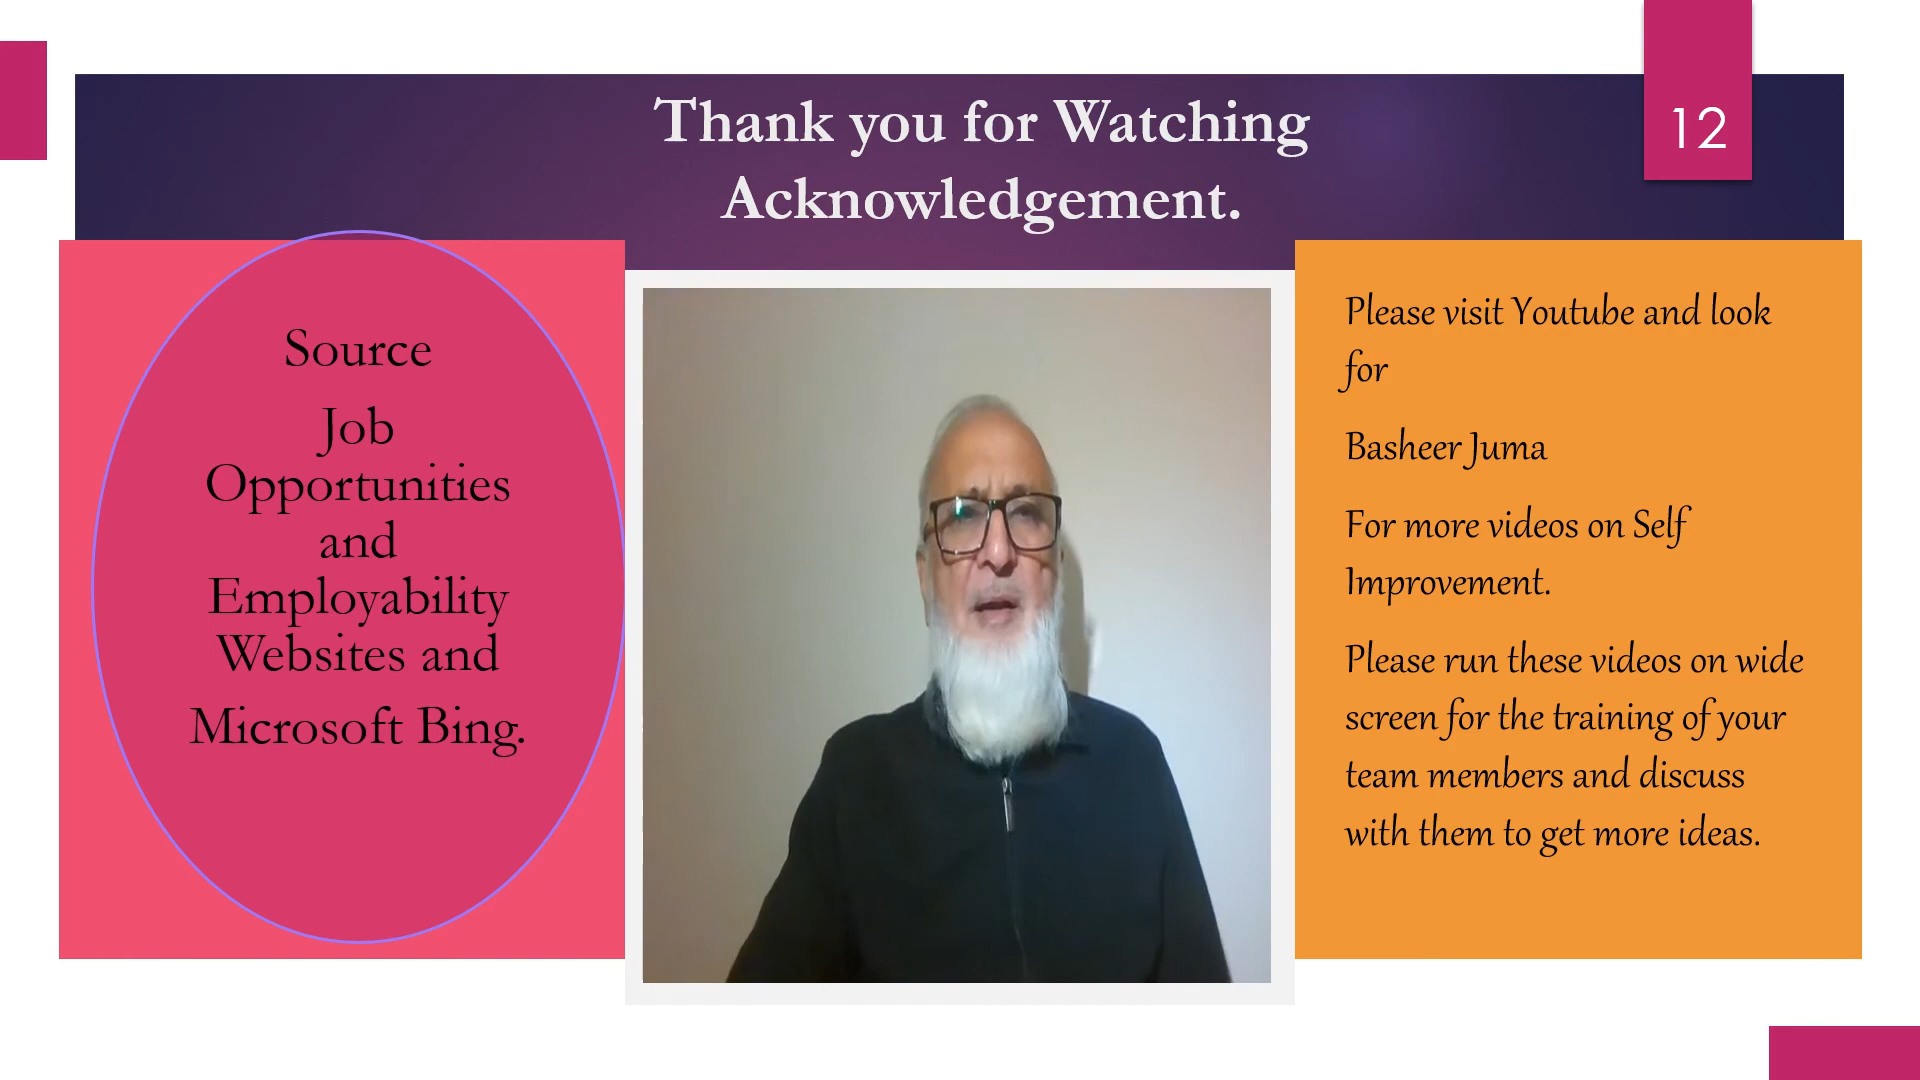 Thank you for Watching
Acknowledgement.
12
Source
Job
Opportunities
and
Employability
Websites and
Microsoft Bing.
Please visit Youtube and look
for
Basheer Juma
For more videos on Self
Improvement.
Please run these videos on wide
screen for the training of your
team members and discuss
with them to get more ideas.